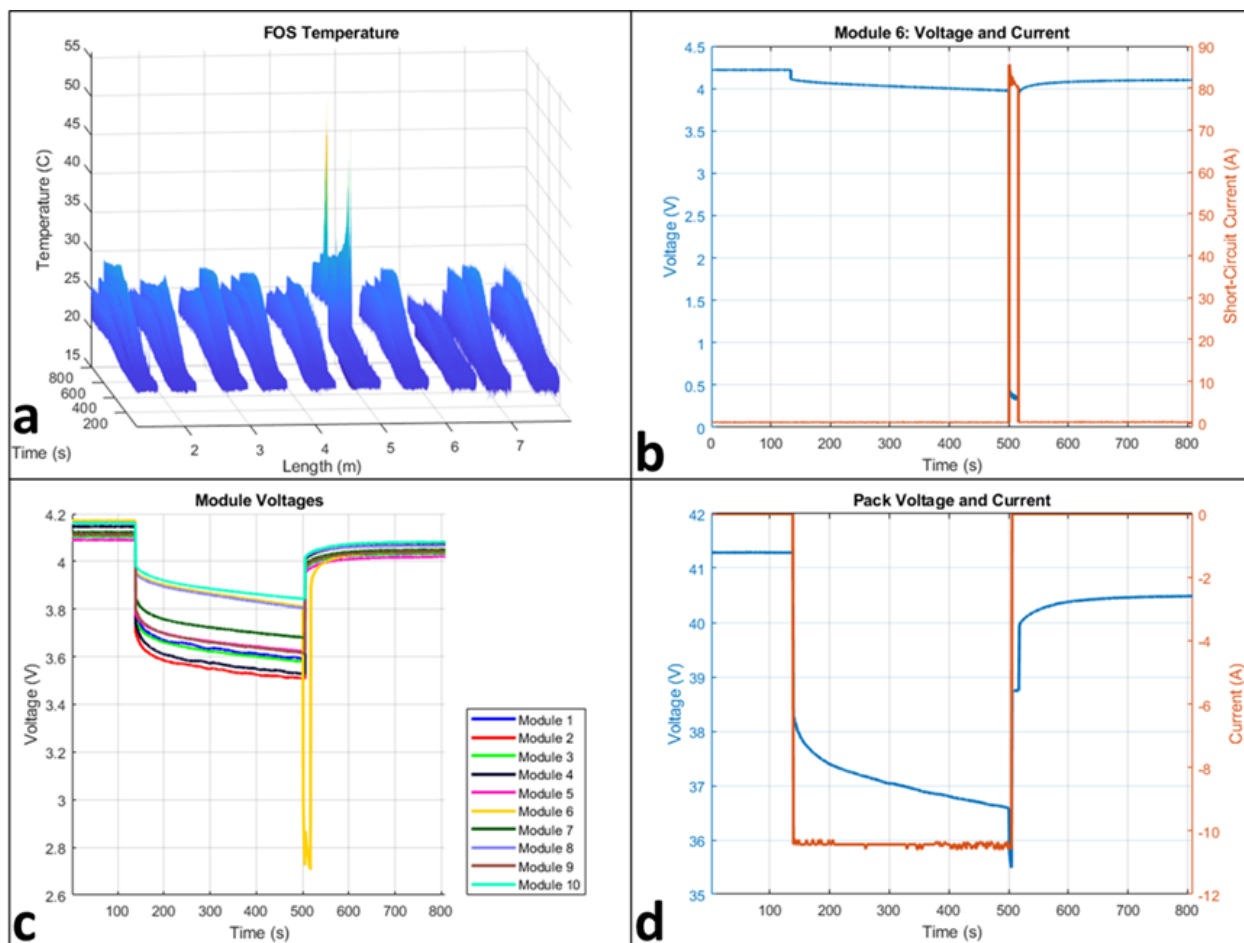 FOS Temperature
55
50
45
40
35
30
25
20
15
Temperature (C)
800
600
400
200
Time (s)
2
3
4
5
6
7
Length (m)
a
Module 6: Voltage and Current
4.5
4
3.5
3
2.5
2
1.5
1
0.5
0
Voltage (V)
90
80
70
60
50
40
30
20
10
0
Short-Circuit Current (A)
0 100 200 300 400 500 600 700 800
Time (s)
b
Module Voltages
4.2
4
3.8
3.6
3.4
3.2
3
2.8
2.6
Voltage (V)
100 200 300 400 500 600 700 800
Time (s)
Module 1
Module 2
Module 3
Module 4
Module 5
Module 6
Module 7
Module 8
Module 9
Module 10
c
Pack Voltage and Current
42
41
40
39
38
37
36
35
Voltage (V)
0
-2
-4
-6
-8
-10
-12
Current (A)
100 200 300 400 500 600 700 800
Time (s)
d